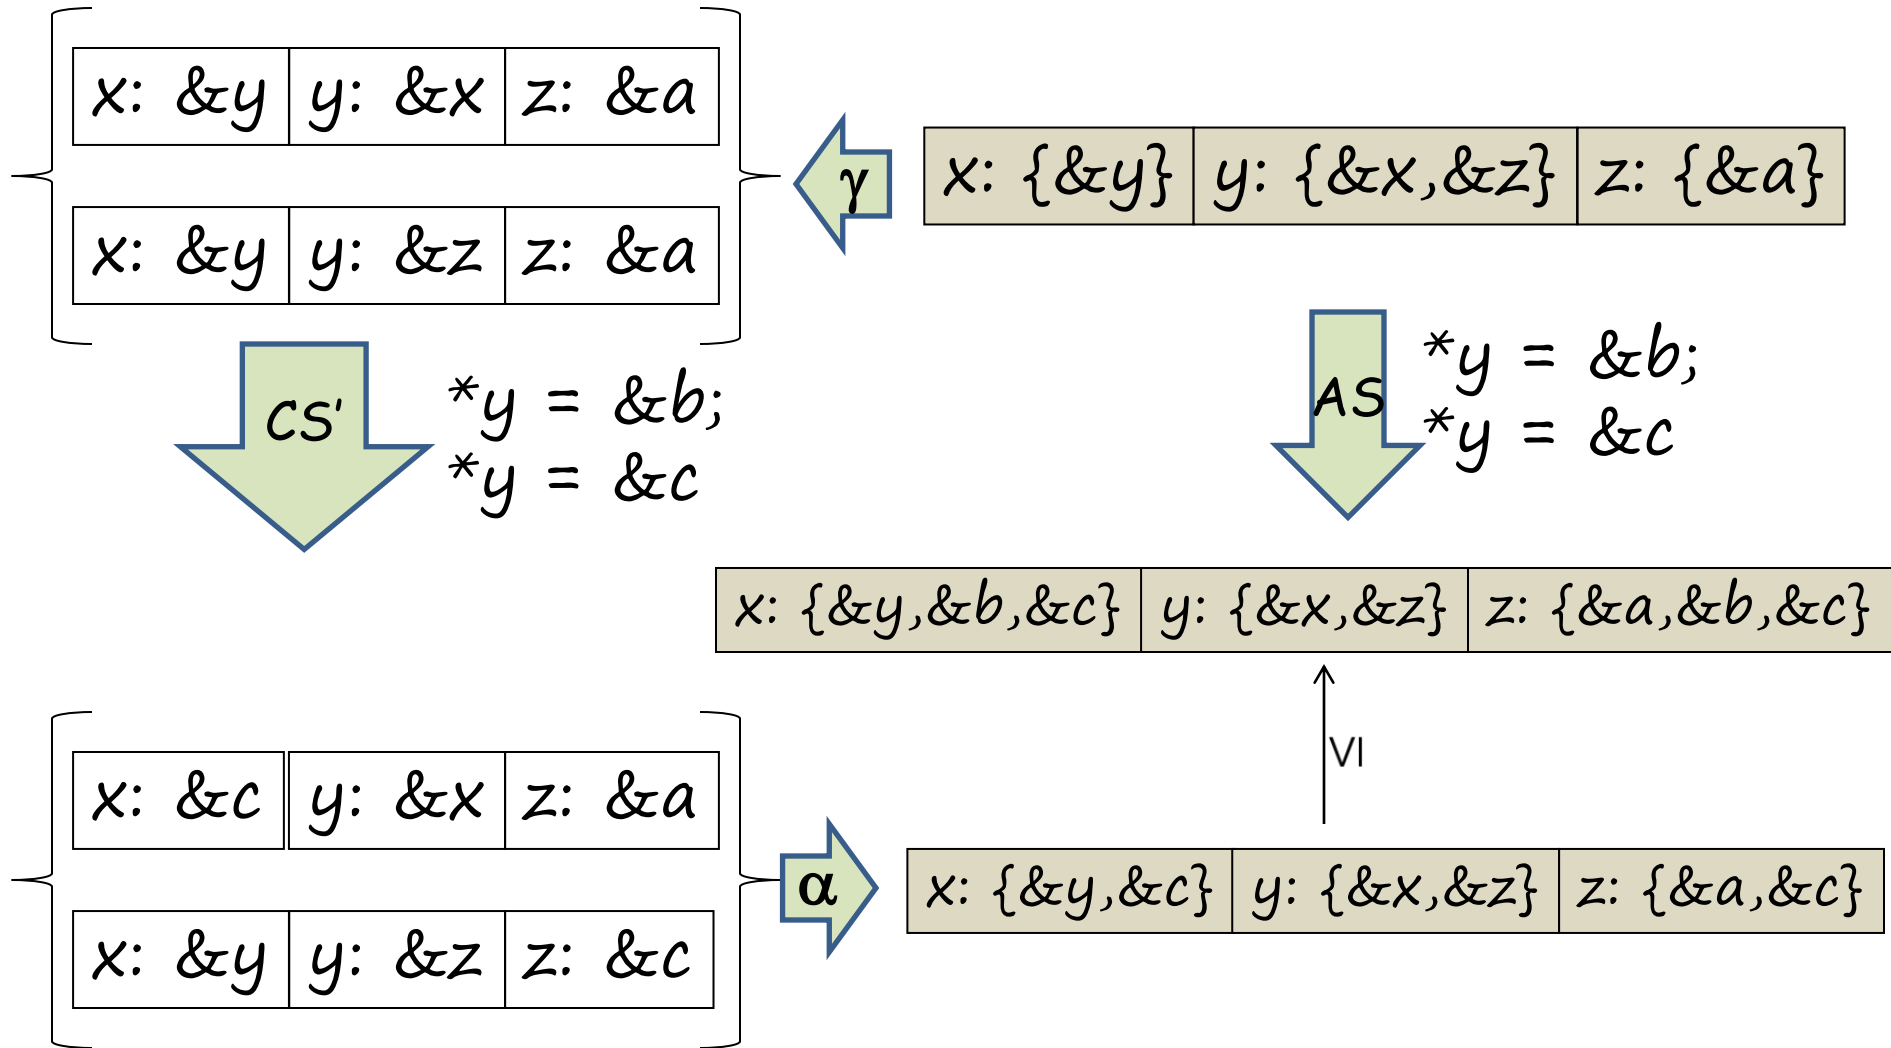 x: &y y: &x z: &a
γ
x: {&y} y: {&x,&z} z: {&a}
x: &y y: &z z: &a
CS'
*y = &b;
*y = &c
AS
*y = &b;
*y = &c
x: {&y,&b,&c} y: {&x,&z} z: {&a,&b,&c}
VI
x: &c y: &x z: &a
α
x: {&y,&c} y: {&x,&z} z: {&a,&c}
x: &y y: &z z: &c